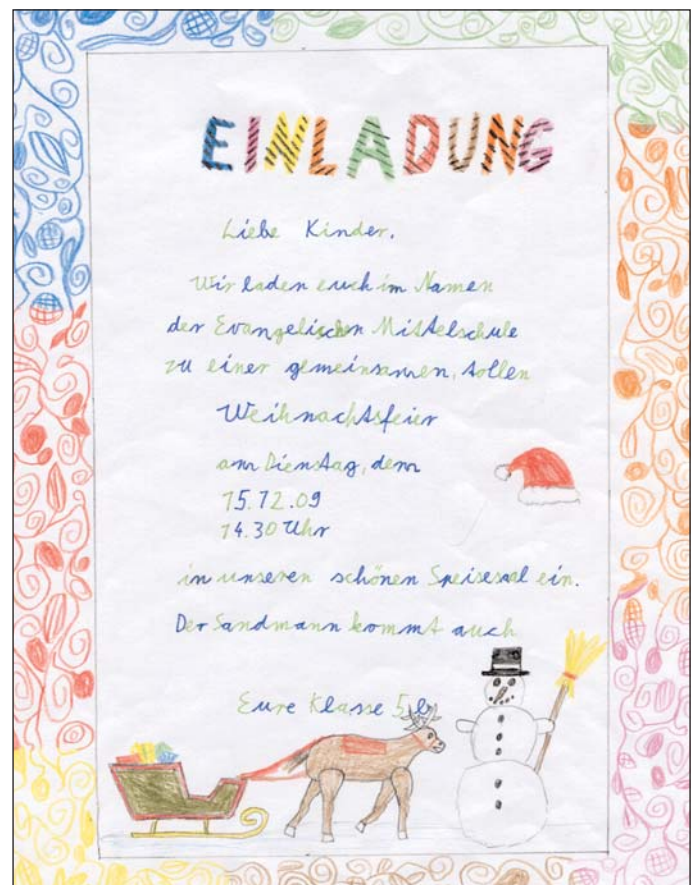 EINLADUNG
Liebe Kinder,
Wir laden euch im Namen
der Evangelischen Mittelschule
zu einer gemeinsamen, tollen
Weihnachtsfeier
am Dienstag, dem
15.12.09
14.30 Uhr
in unseren schönen Speisesaal ein.
Der Sandmann kommt auch
Eure Klasse 5b